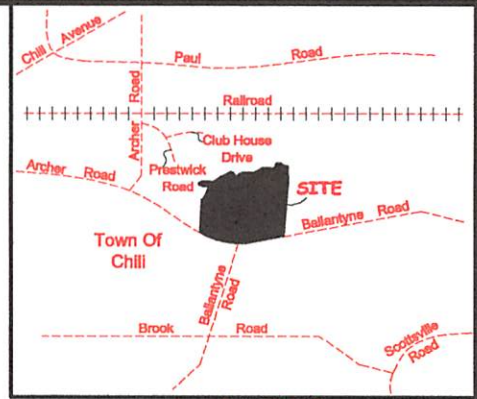 Chili Avenue
Paul Road
Archer Road
Railroad
Club House
Drive
Prestwick
Road
Archer Road
SITE
Ballantyne Road
Town Of
Chili
Ballantyne
Road
Brook Road
Scottsville
Road